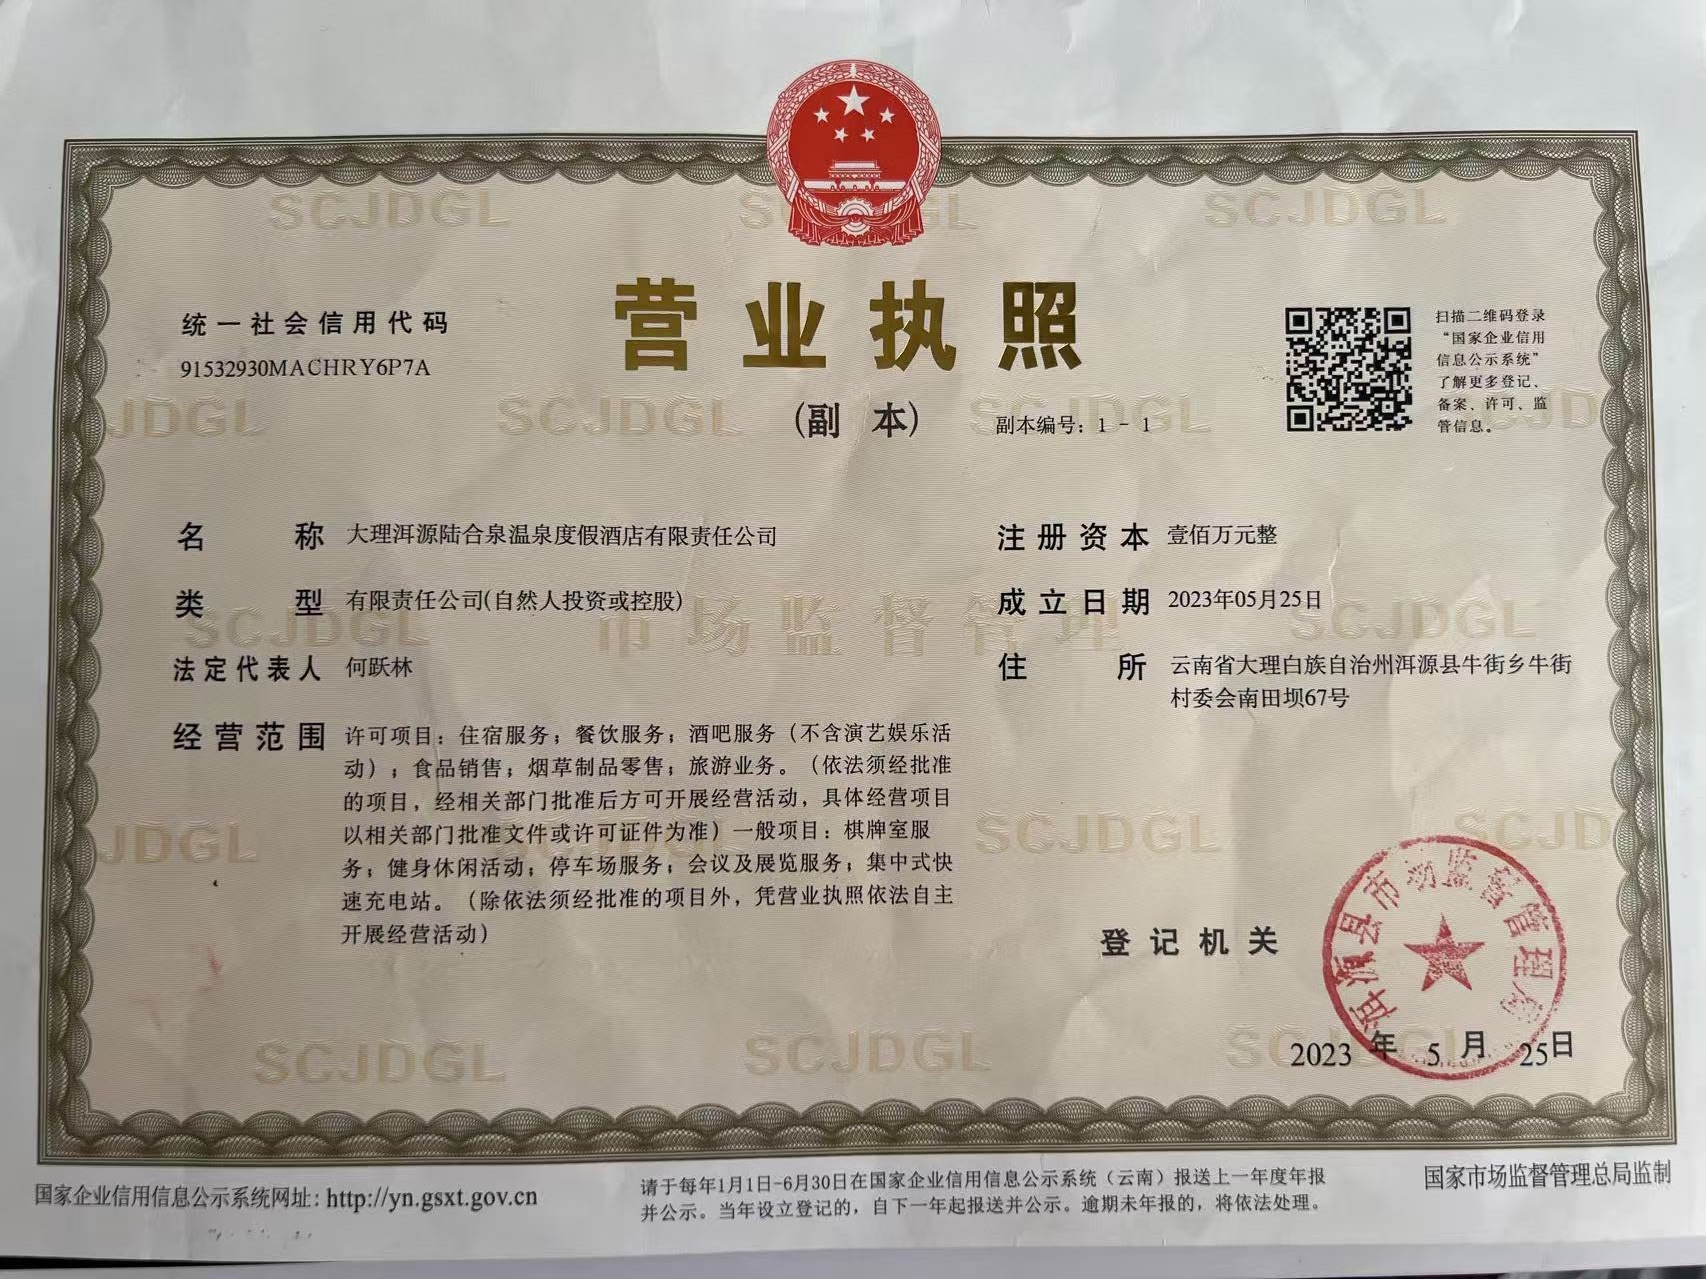 统一社会信用代码
91532930MACHRY6P7A
营业执照
(副 本)
副本编号：1 - 1
扫描二维码登录
“国家企业信用
信息公示系统”
了解更多登记、
备案、许可、监
管信息。
名 称 大理洱源陆合泉温泉度假酒店有限责任公司
类 型 有限责任公司(自然人投资或控股)
法定代表人 何跃林
经营范围 许可项目：住宿服务；餐饮服务；酒吧服务（不含演艺娱乐活
动）；食品销售；烟草制品零售；旅游业务。（依法须经批准
的项目，经相关部门批准后方可开展经营活动，具体经营项目
以相关部门批准文件或许可证件为准）一般项目：棋牌室服
务；健身休闲活动；停车场服务；会议及展览服务；集中式快
速充电站。（除依法须经批准的项目外，凭营业执照依法自主
开展经营活动）
注册资本 壹佰万元整
成立日期 2023年05月25日
住 所 云南省大理白族自治州洱源县牛街乡牛街
村委会南田坝67号
登记机关
洱源县市场监督管理局
2023 年 5 月 25日
SCJDGL
市场监督管理
国家企业信用信息公示系统网址：http://yn.gsxt.gov.cn
请于每年1月1日-6月30日在国家企业信用信息公示系统（云南）报送上一年度年报
并公示。当年设立登记的，自下一年起报送并公示。逾期未年报的，将依法处理。
国家市场监督管理总局监制